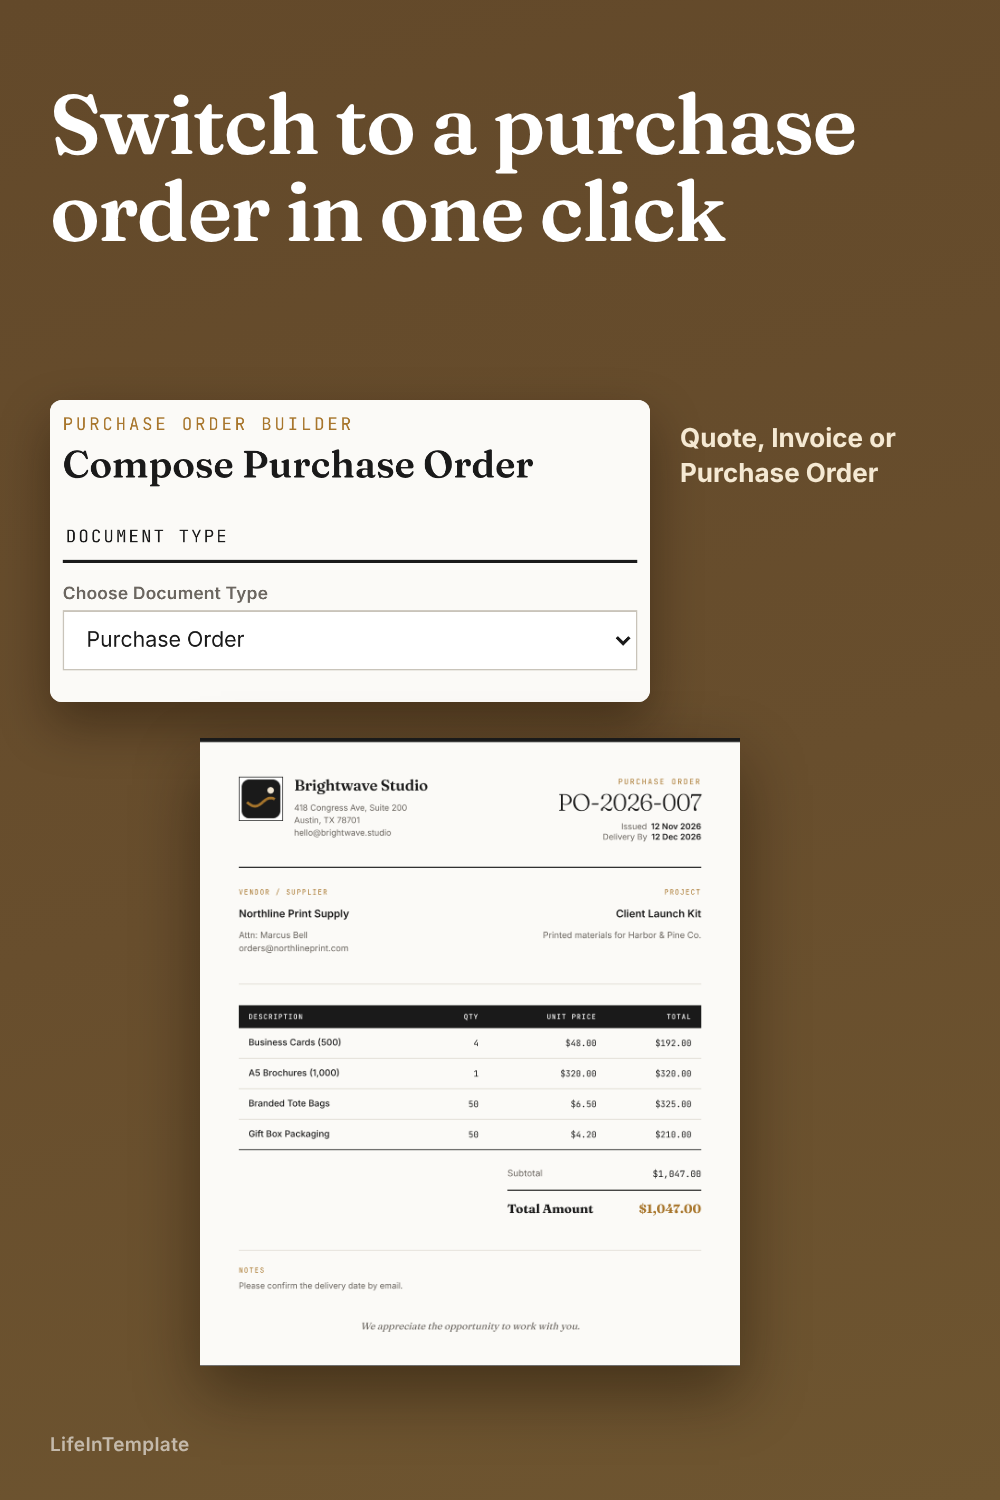 Switch to a purchase
order in one click
PURCHASE ORDER BUILDER
Compose Purchase Order
DOCUMENT TYPE
Choose Document Type
Purchase Order
Quote, Invoice or
Purchase Order
Brightwave Studio
418 Congress Ave, Suite 200
Austin, TX 78701
hello@brightwave.studio
PURCHASE ORDER
PO-2026-007
Issued 12 Nov 2026
Delivery By 12 Dec 2026
VENDOR / SUPPLIER
Northline Print Supply
Attn: Marcus Bell
orders@northlineprint.com
PROJECT
Client Launch Kit
Printed materials for Harbor & Pine Co.
DESCRIPTION QTY UNIT PRICE TOTAL
Business Cards (500) 4 $48.00 $192.00
A5 Brochures (1,000) 1 $320.00 $320.00
Branded Tote Bags 50 $6.50 $325.00
Gift Box Packaging 50 $4.20 $210.00
Subtotal $1,047.00
Total Amount $1,047.00
NOTES
Please confirm the delivery date by email.
We appreciate the opportunity to work with you.
LifeInTemplate